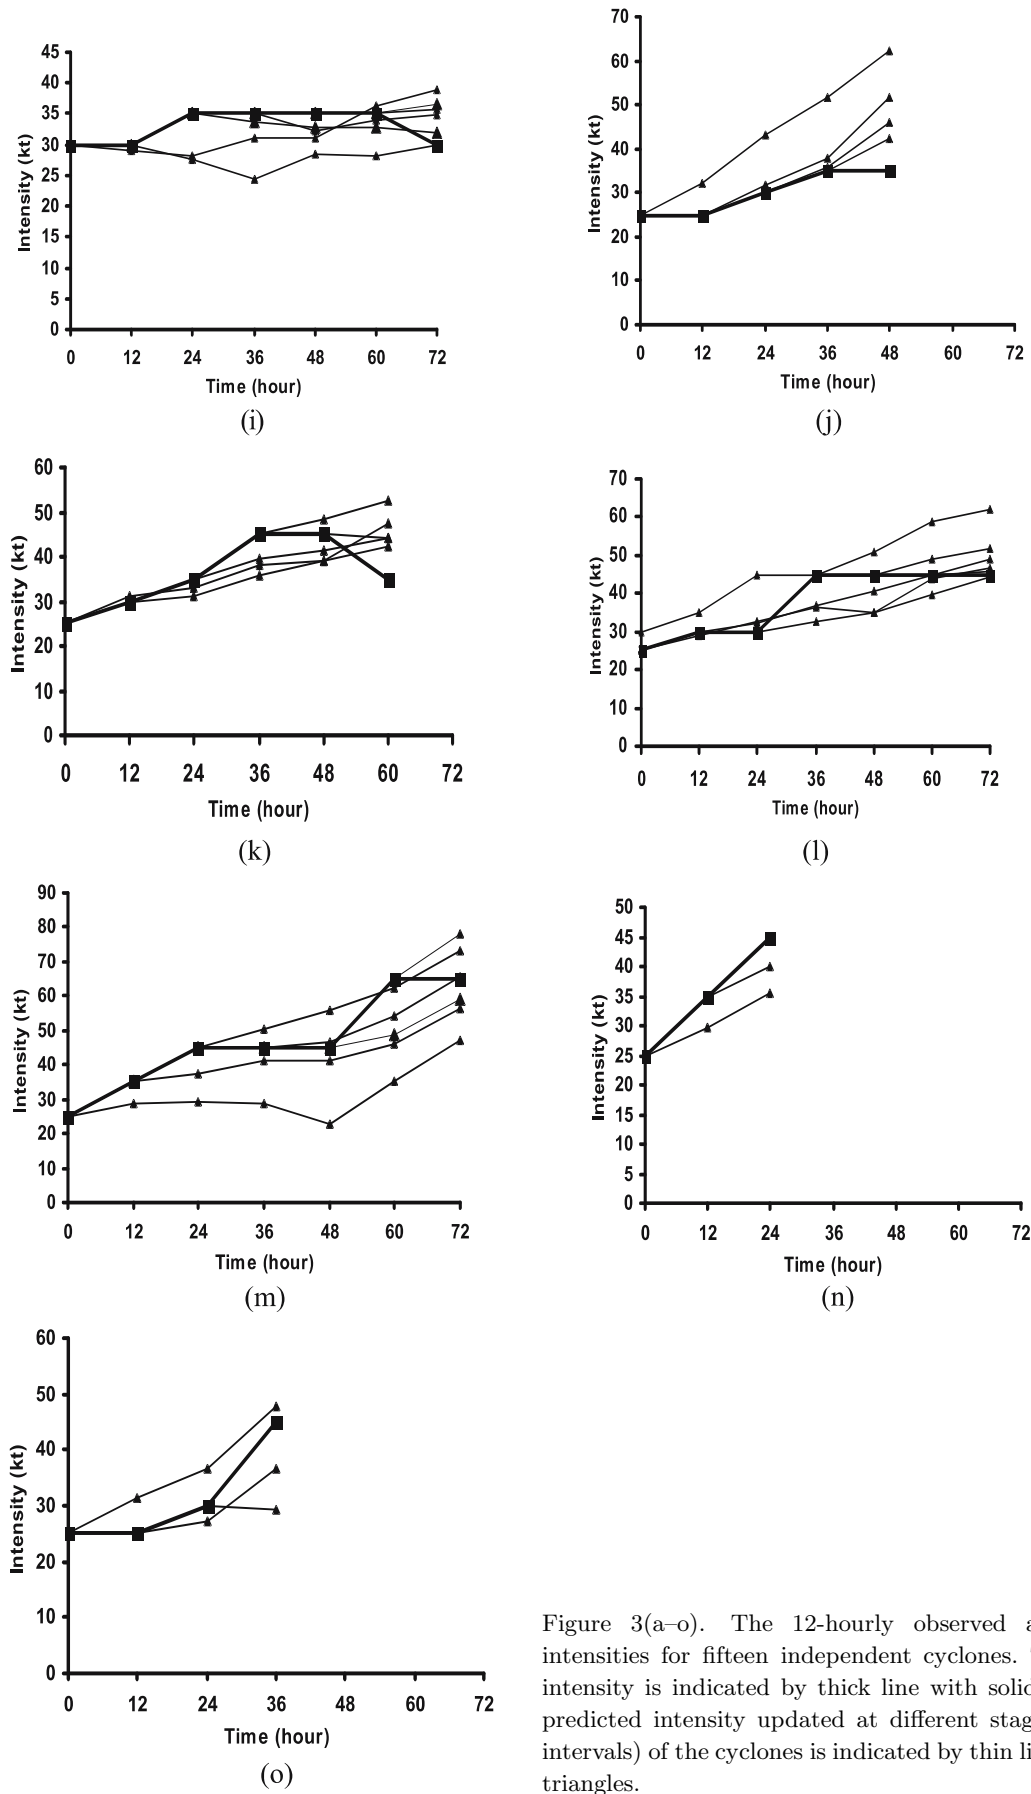 45
40
35
30
25
20
15
10
5
0
Intensity (kt)
0 12 24 36 48 60 72
Time (hour)
(i)
70
60
50
40
30
20
10
0
Intensity (kt)
0 12 24 36 48 60 72
Time (hour)
(j)
60
50
40
30
20
10
0
Intensity (kt)
0 12 24 36 48 60 72
Time (hour)
(k)
70
60
50
40
30
20
10
0
Intensity (kt)
0 12 24 36 48 60 72
Time (hour)
(l)
90
80
70
60
50
40
30
20
10
0
Intensity (kt)
0 12 24 36 48 60 72
Time (hour)
(m)
50
45
40
35
30
25
20
15
10
5
0
Intensity (kt)
0 12 24 36 48 60 72
Time (hour)
(n)
60
50
40
30
20
10
0
Intensity (kt)
0 12 24 36 48 60 72
Time (hour)
(o)
Figure 3(a–o). The 12-hourly observed
intensities for fifteen independent cyclones.
intensity is indicated by thick line with solid
predicted intensity updated at different
intervals) of the cyclones is indicated by thin
triangles.